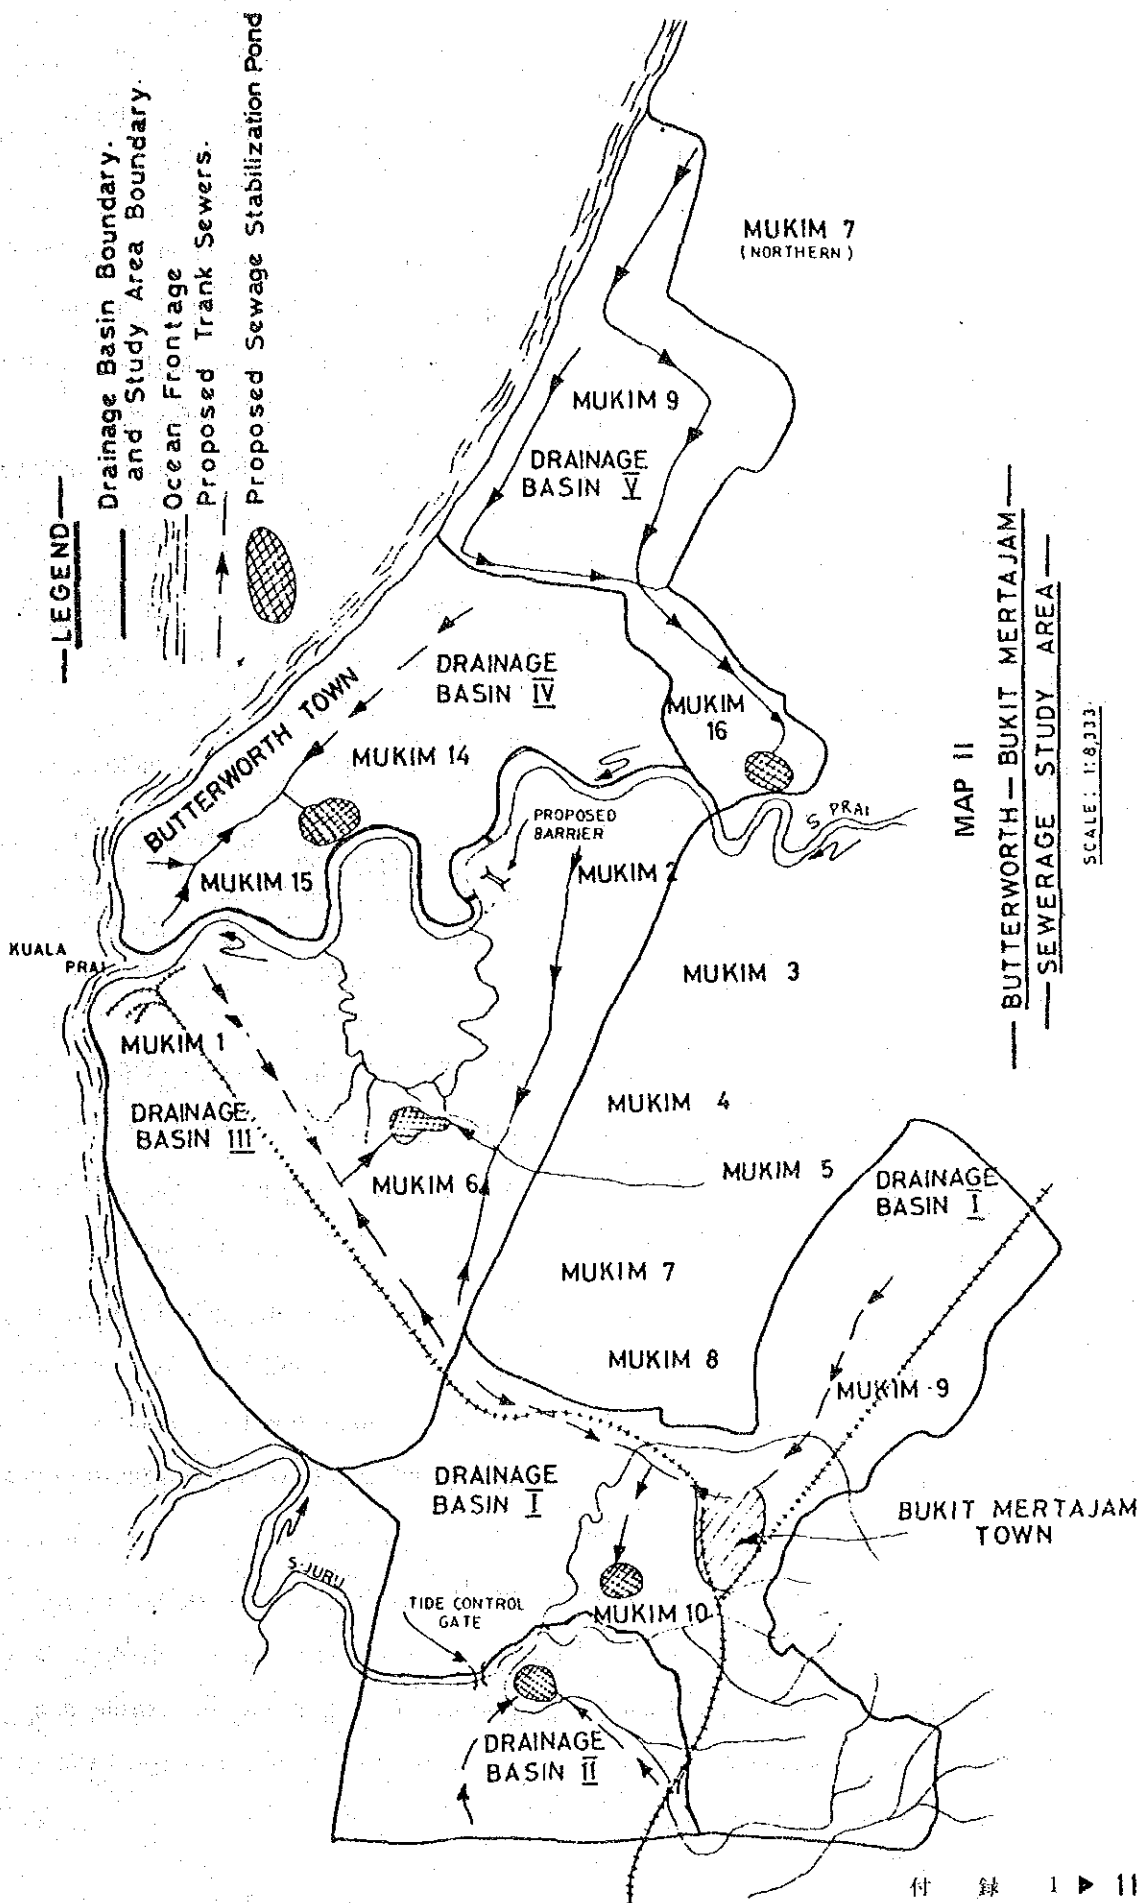 —LEGEND—
Drainage Basin Boundary.
and Study Area Boundary.
Ocean Frontage
Proposed Trank Sewers.
Proposed Sewage Stabilization Pond
MUKIM 7
(NORTHERN)
MUKIM 9
DRAINAGE
BASIN V
DRAINAGE
BASIN IV
BUTTERWORTH TOWN
MUKIM 14
MUKIM
16
S. PRAI
PROPOSED
BARRIER
MUKIM 15
MUKIM 2
KUALA
PRAI
MUKIM 3
MUKIM 1
DRAINAGE
BASIN III
MUKIM 4
MUKIM 5
MUKIM 6
DRAINAGE
BASIN I
MUKIM 7
MUKIM 8
MUKIM 9
DRAINAGE
BASIN I
BUKIT MERTAJAM
TOWN
S. JURU
TIDE CONTROL
GATE
MUKIM 10
DRAINAGE
BASIN II
MAP II
—BUTTERWORTH—BUKIT MERTAJAM—
—SEWERAGE STUDY AREA—
SCALE: 1:8,333
付 録 1 ▶ 11